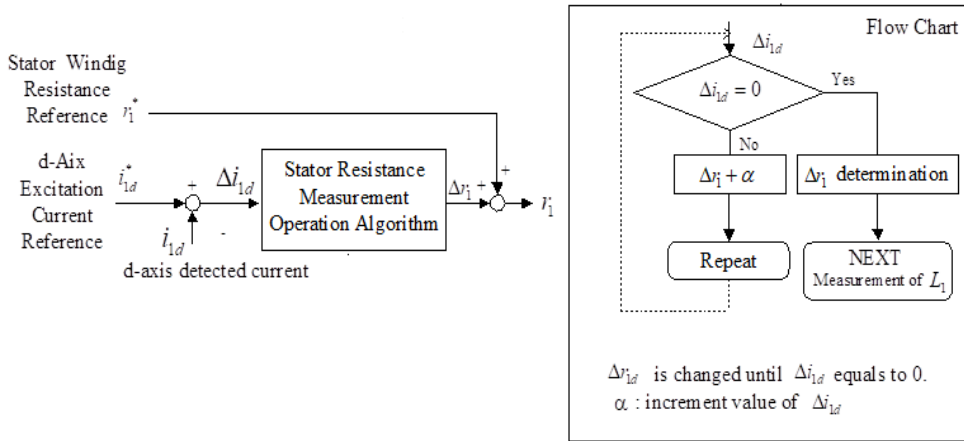 Stator Windig
Resistance
Reference r₁*
d-Aix
Excitation
Current
Reference
i₁d*
+
Δi₁d
i₁d
-
d-axis detected current
Stator Resistance
Measurement
Operation Algorithm
Δr₁ +
+
r₁
Flow Chart
Δi₁d
Δi₁d = 0
Yes
No
Δr₁ + α
Δr₁ determination
Repeat
NEXT
Measurement of L₁
Δr₁d is changed until Δi₁d equals to 0.
α : increment value of Δi₁d